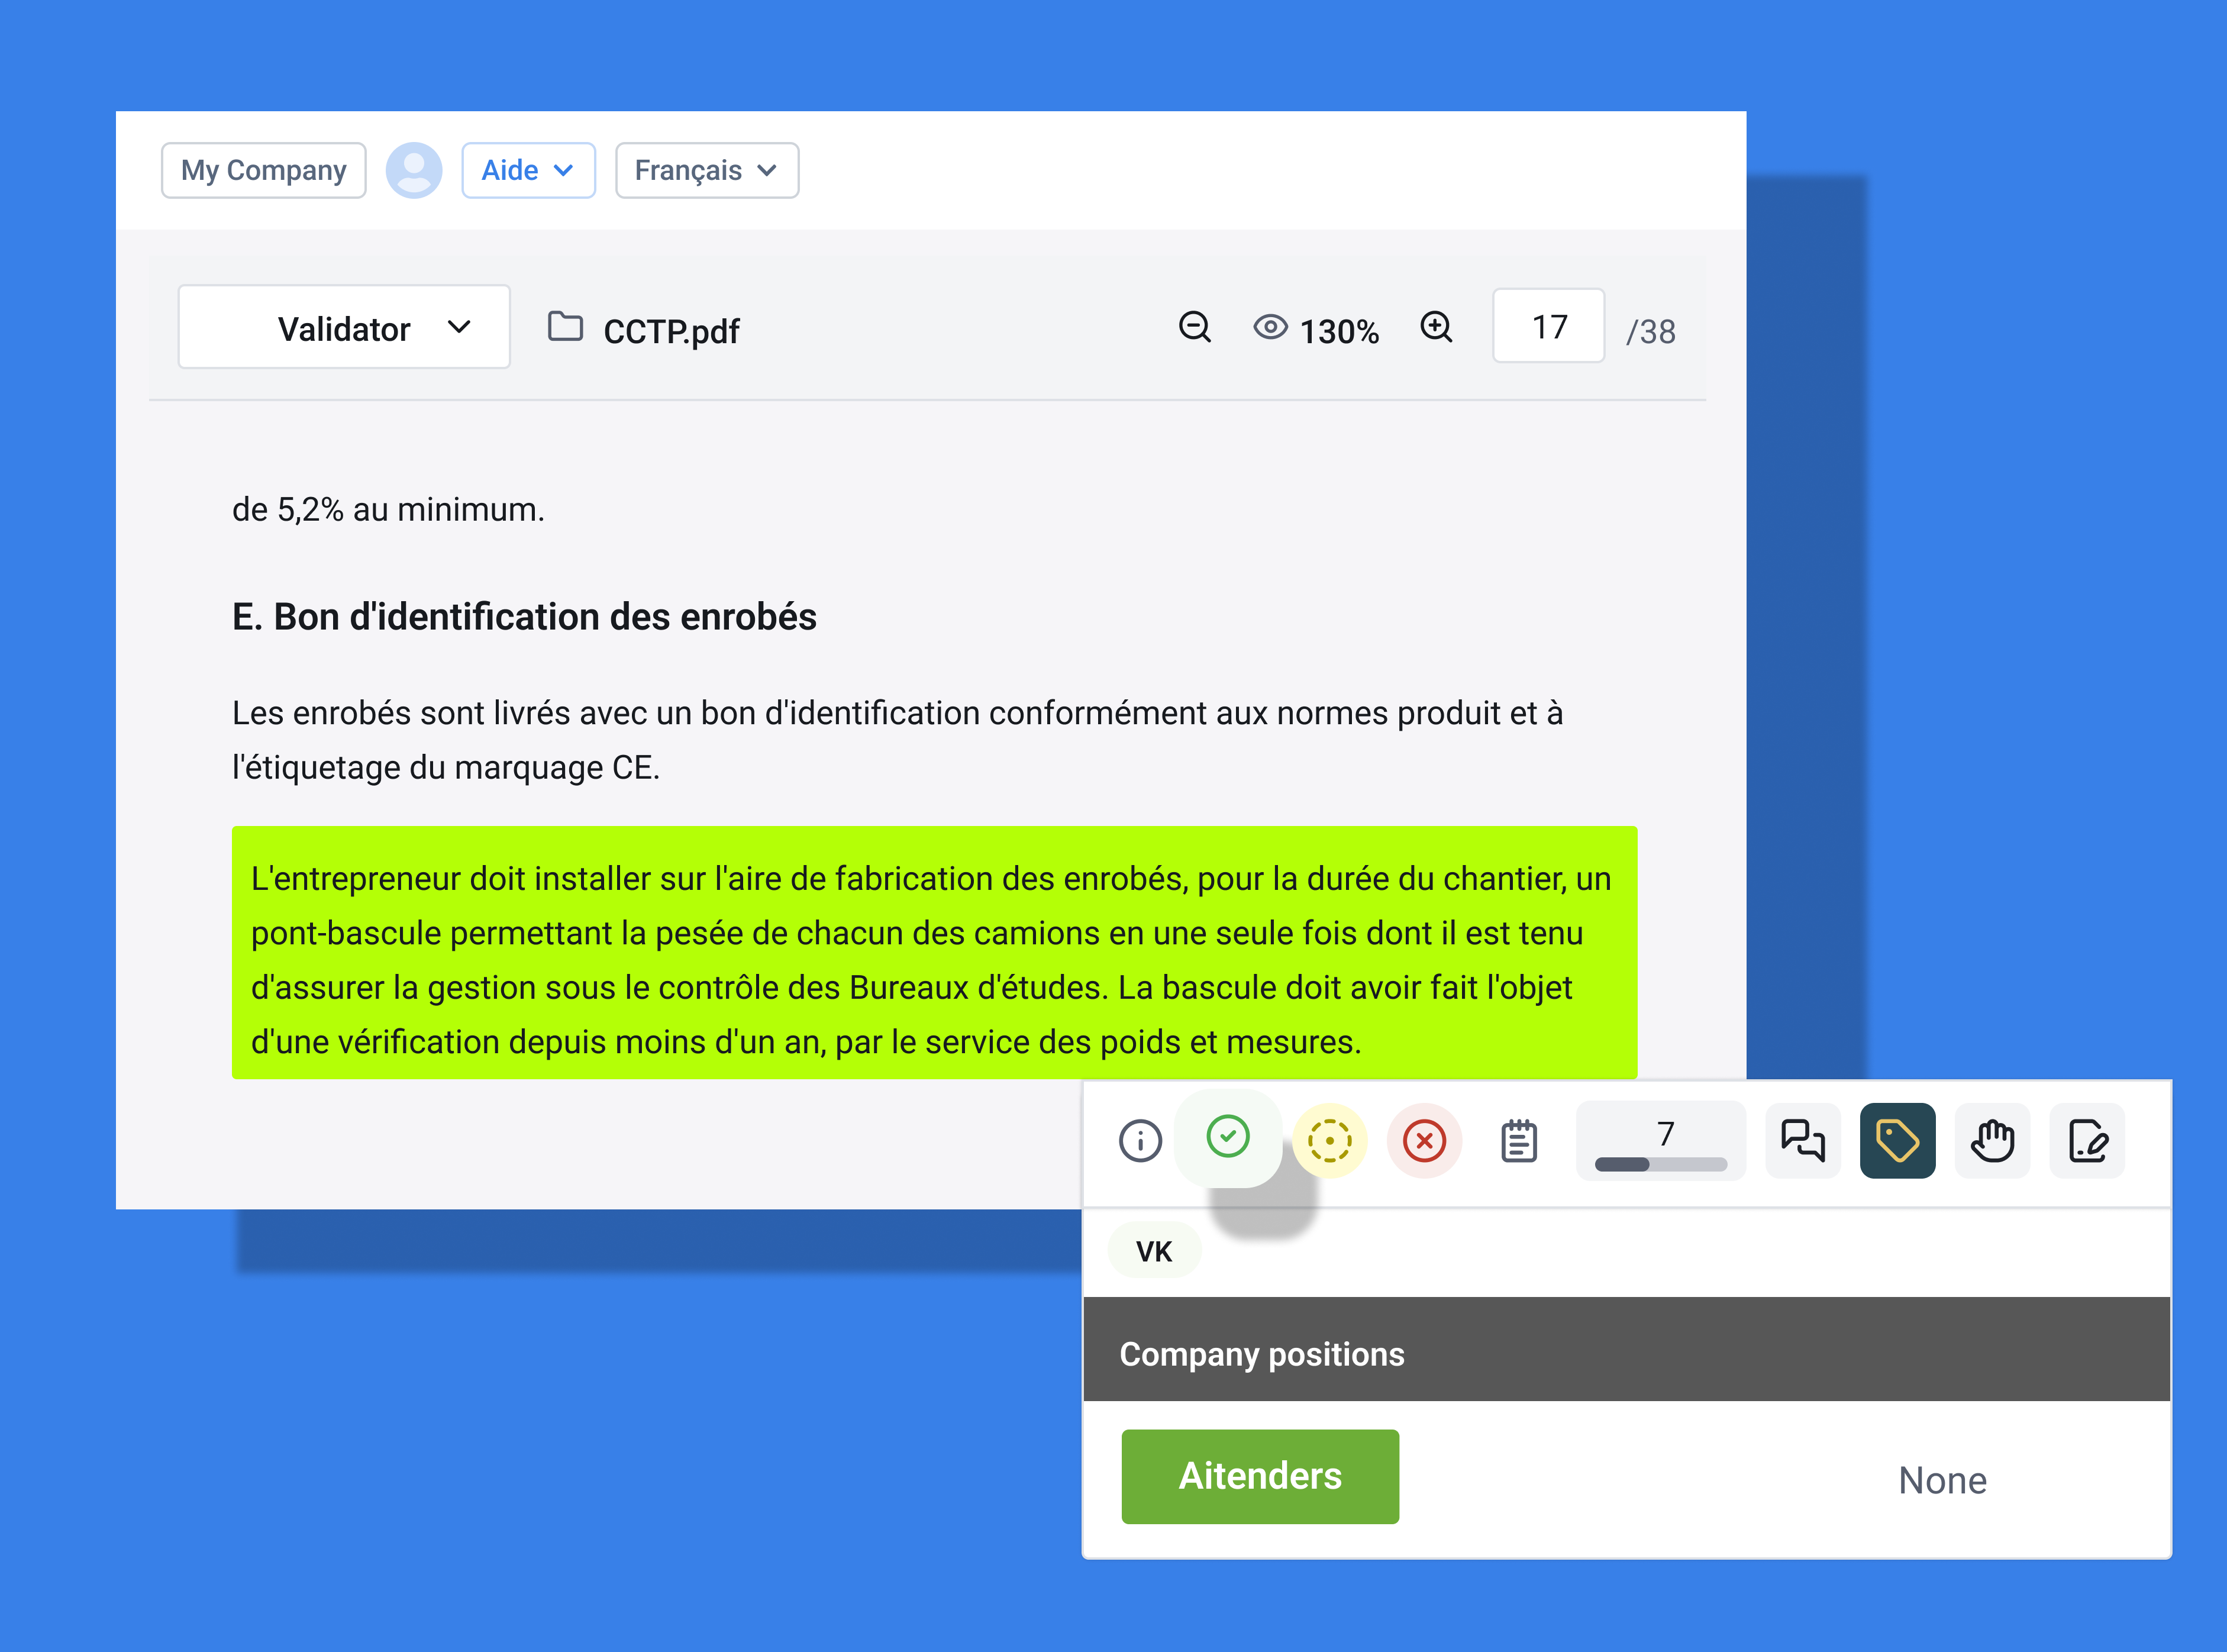 My Company Aide Français
Validator CCTP.pdf 130% 17 /38
de 5,2% au minimum.
E. Bon d'identification des enrobés
Les enrobés sont livrés avec un bon d'identification conformément aux normes produit et à
l'étiquetage du marquage CE.
L'entrepreneur doit installer sur l'aire de fabrication des enrobés, pour la durée du chantier, un
pont-bascule permettant la pesée de chacun des camions en une seule fois dont il est tenu
d'assurer la gestion sous le contrôle des Bureaux d'études. La bascule doit avoir fait l'objet
d'une vérification depuis moins d'un an, par le service des poids et mesures.
7
VK
Company positions
Aitenders None